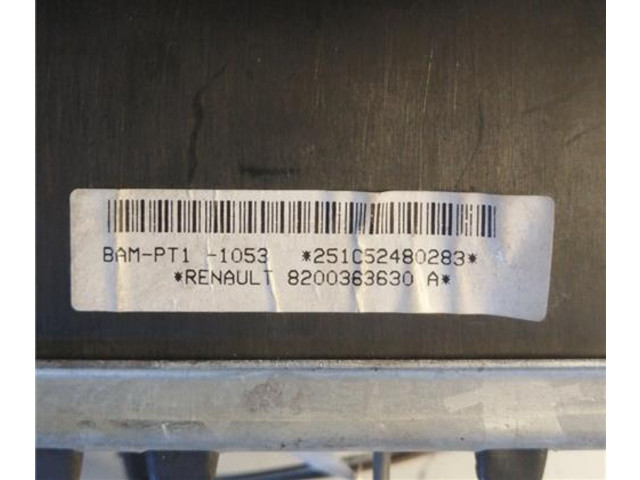 BAM-PT1 -1053 *251C52480283*
*RENAULT 8200363630 A*